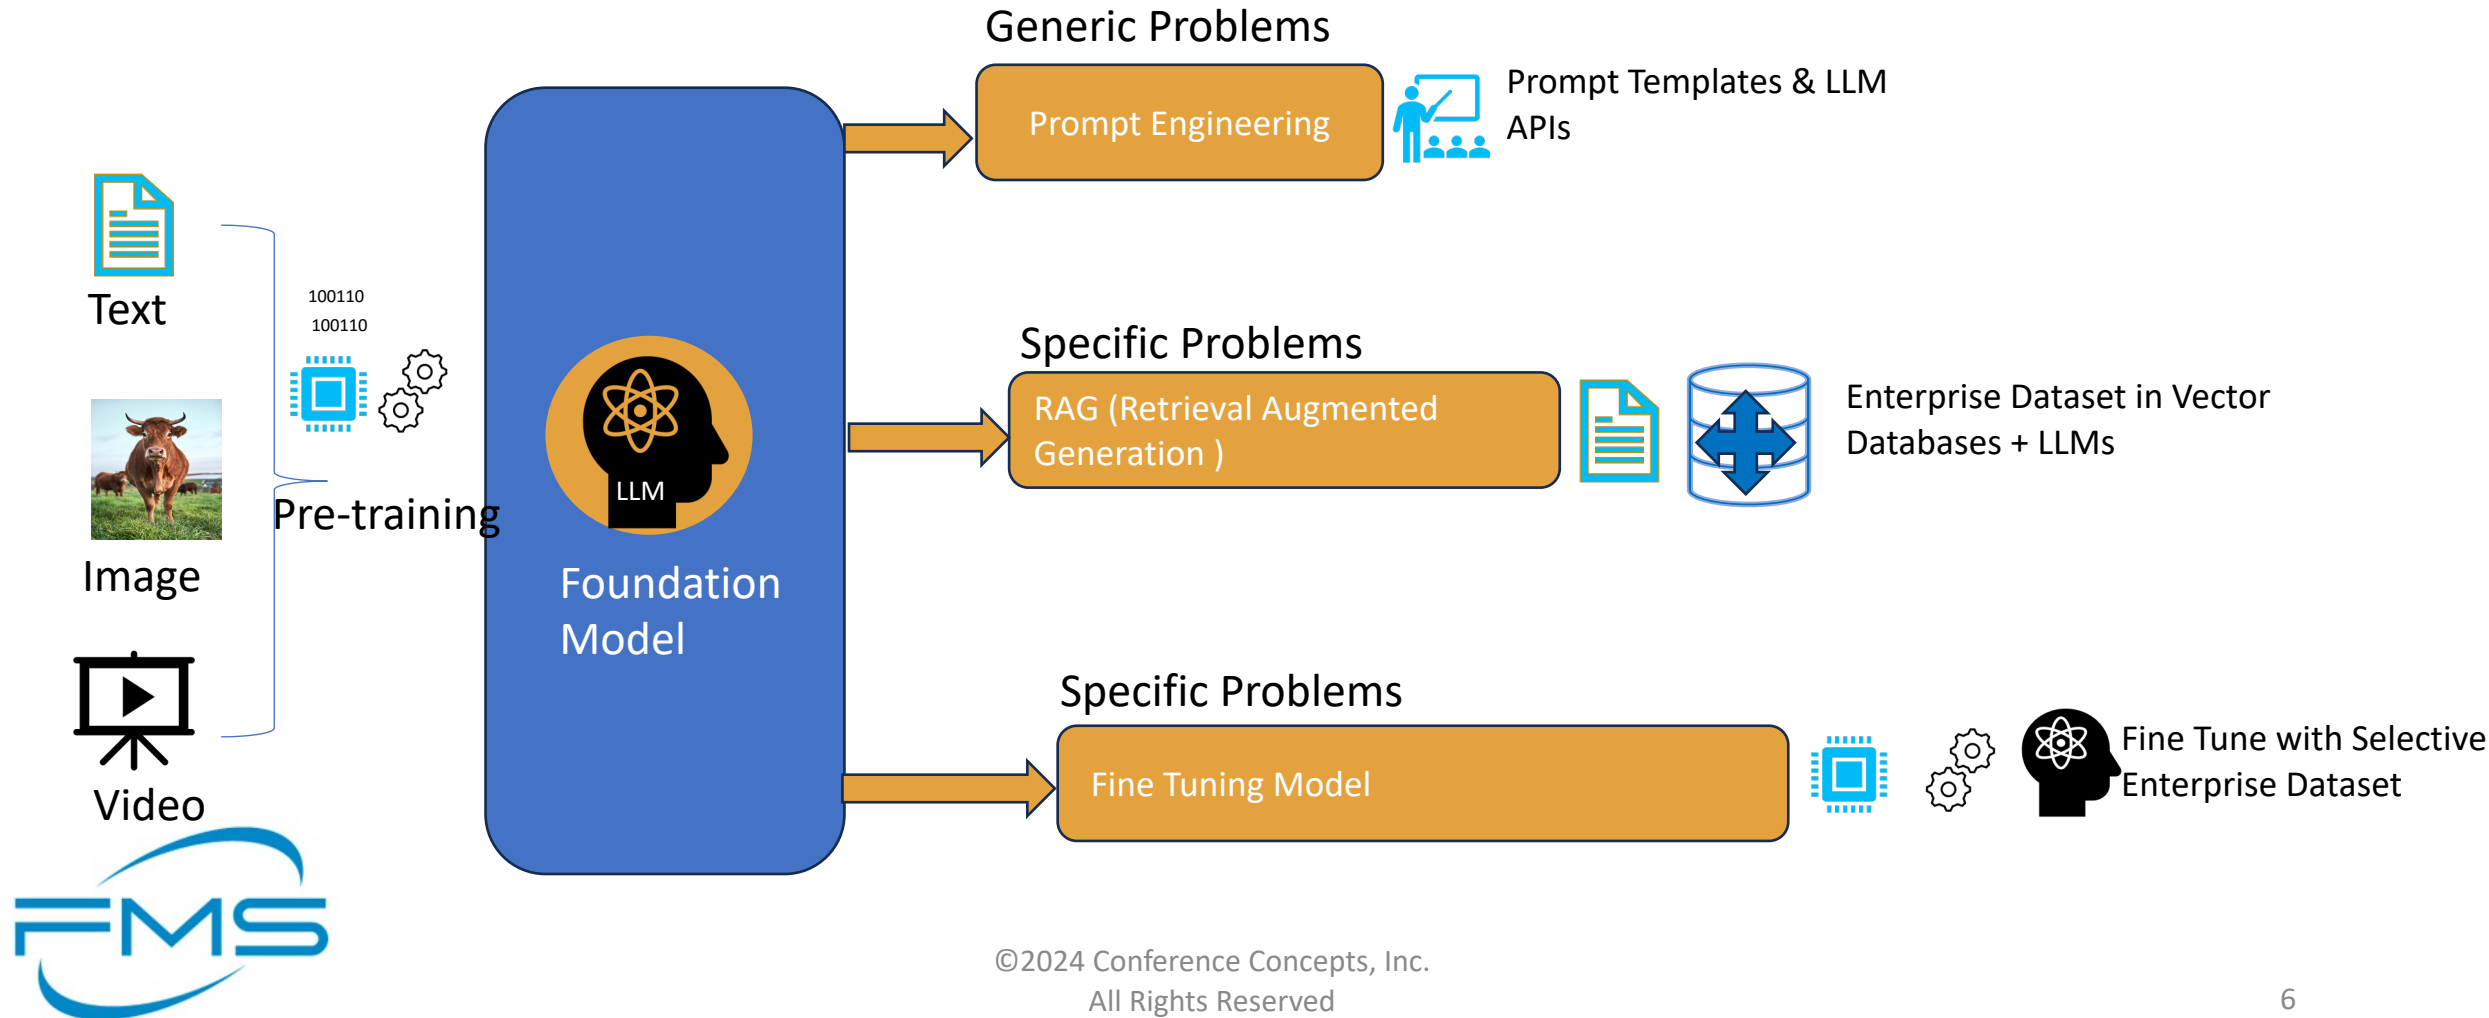 Generic Problems
Prompt Engineering
Prompt Templates & LLM
APIs
Text
100110
100110
Image
Pre-training
Video
LLM
Foundation
Model
Specific Problems
RAG (Retrieval Augmented
Generation )
Enterprise Dataset in Vector
Databases + LLMs
Specific Problems
Fine Tuning Model
Fine Tune with Selective
Enterprise Dataset
FMS
©2024 Conference Concepts, Inc.
All Rights Reserved
6